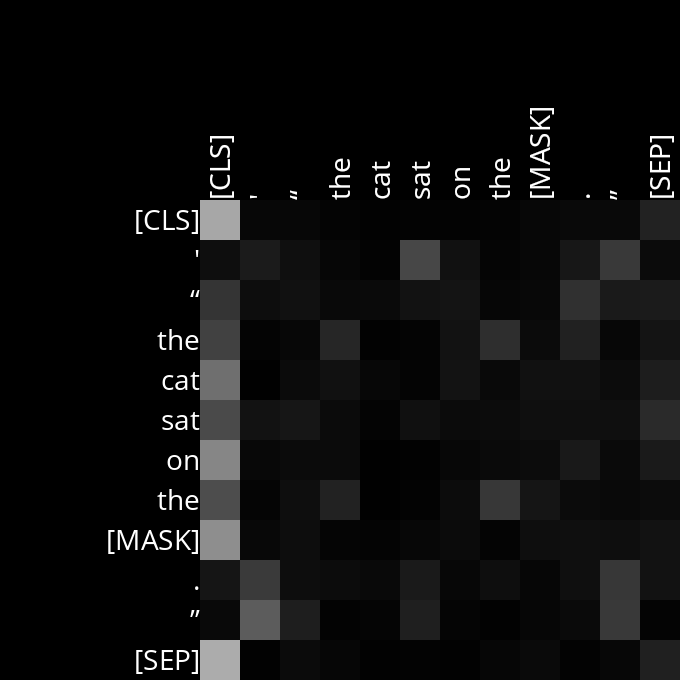 [CLS] ' “ the cat sat on the [MASK] . ” [SEP]
[CLS]
'
“
the
cat
sat
on
the
[MASK]
.
”
[SEP]